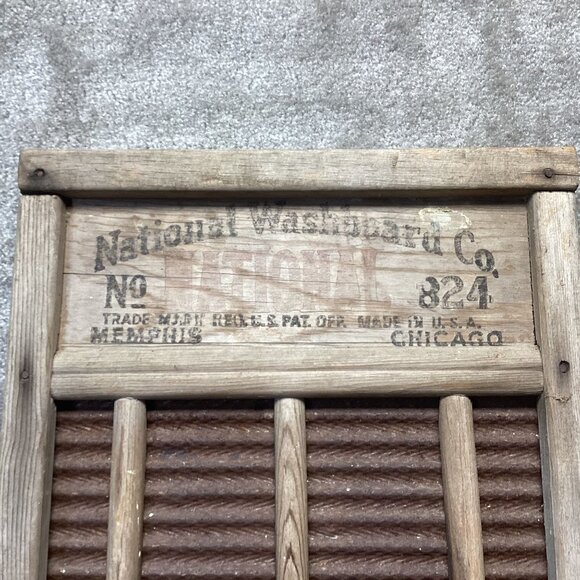 National Washboard Co.
No NATIONAL 824
TRADE MARK REG. U.S. PAT. OFF. MADE IN U.S.A.
MEMPHIS CHICAGO